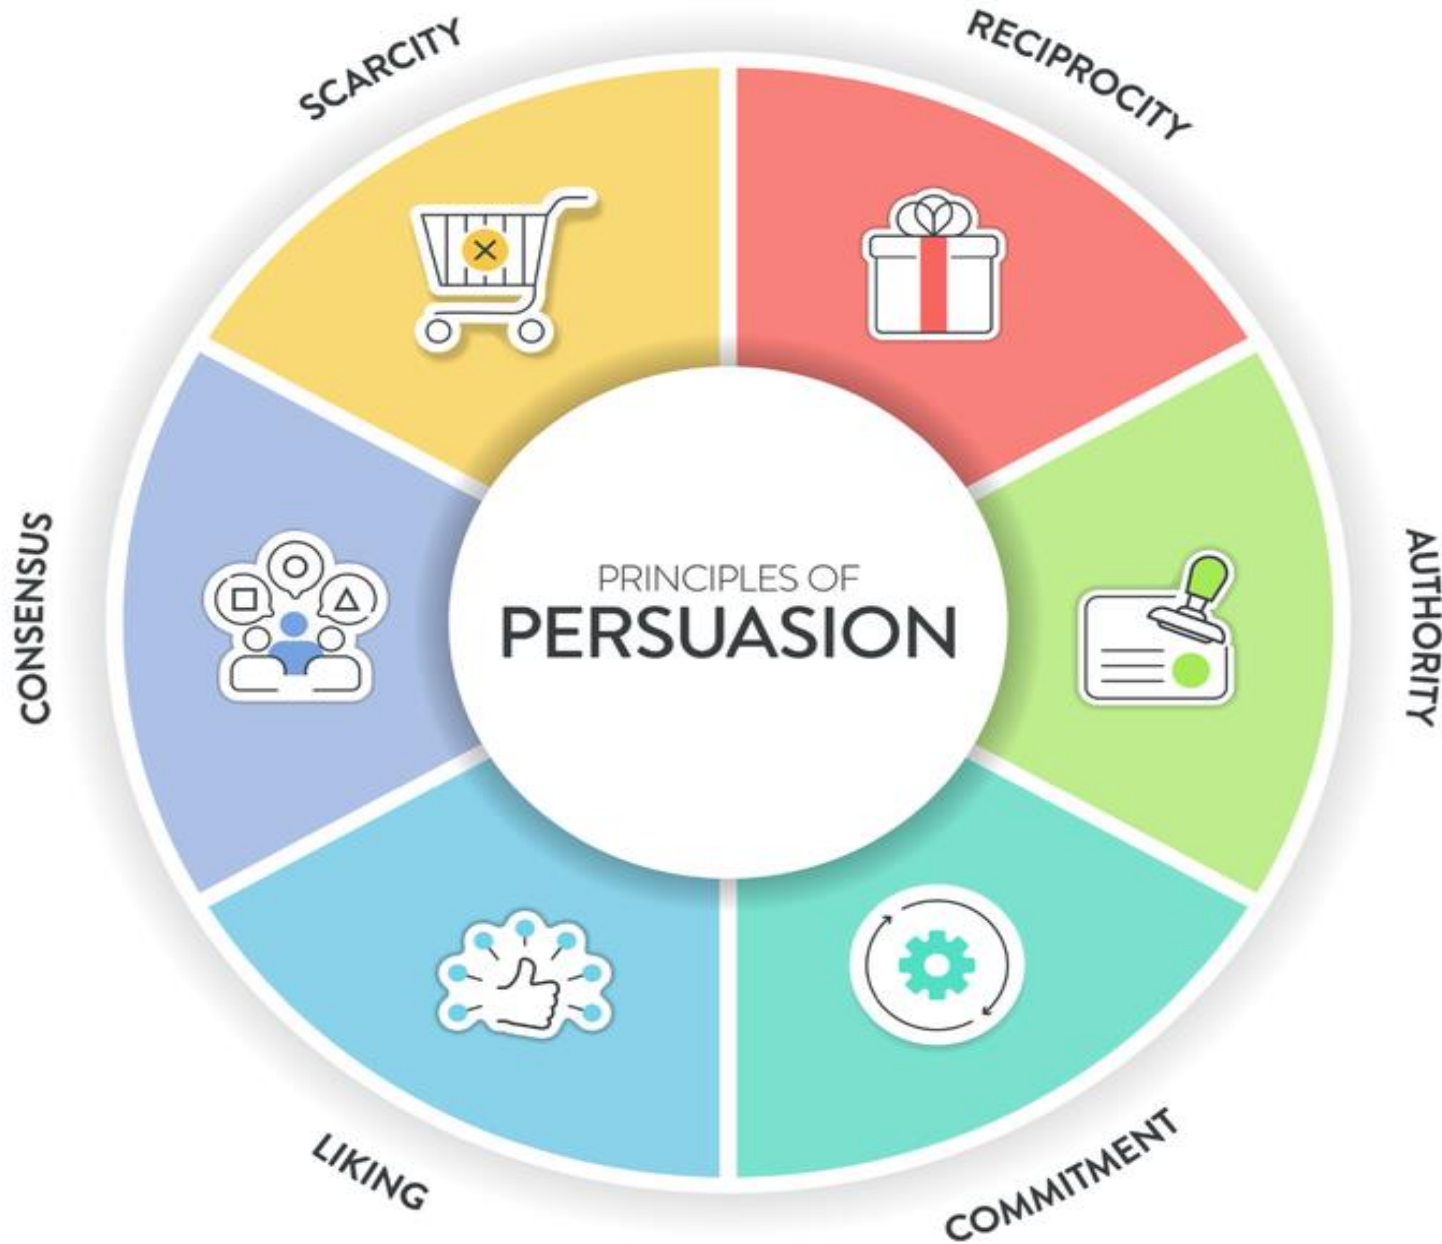 SCARCITY
RECIPROCITY
CONSENSUS
PRINCIPLES OF
PERSUASION
AUTHORITY
LIKING
COMMITMENT